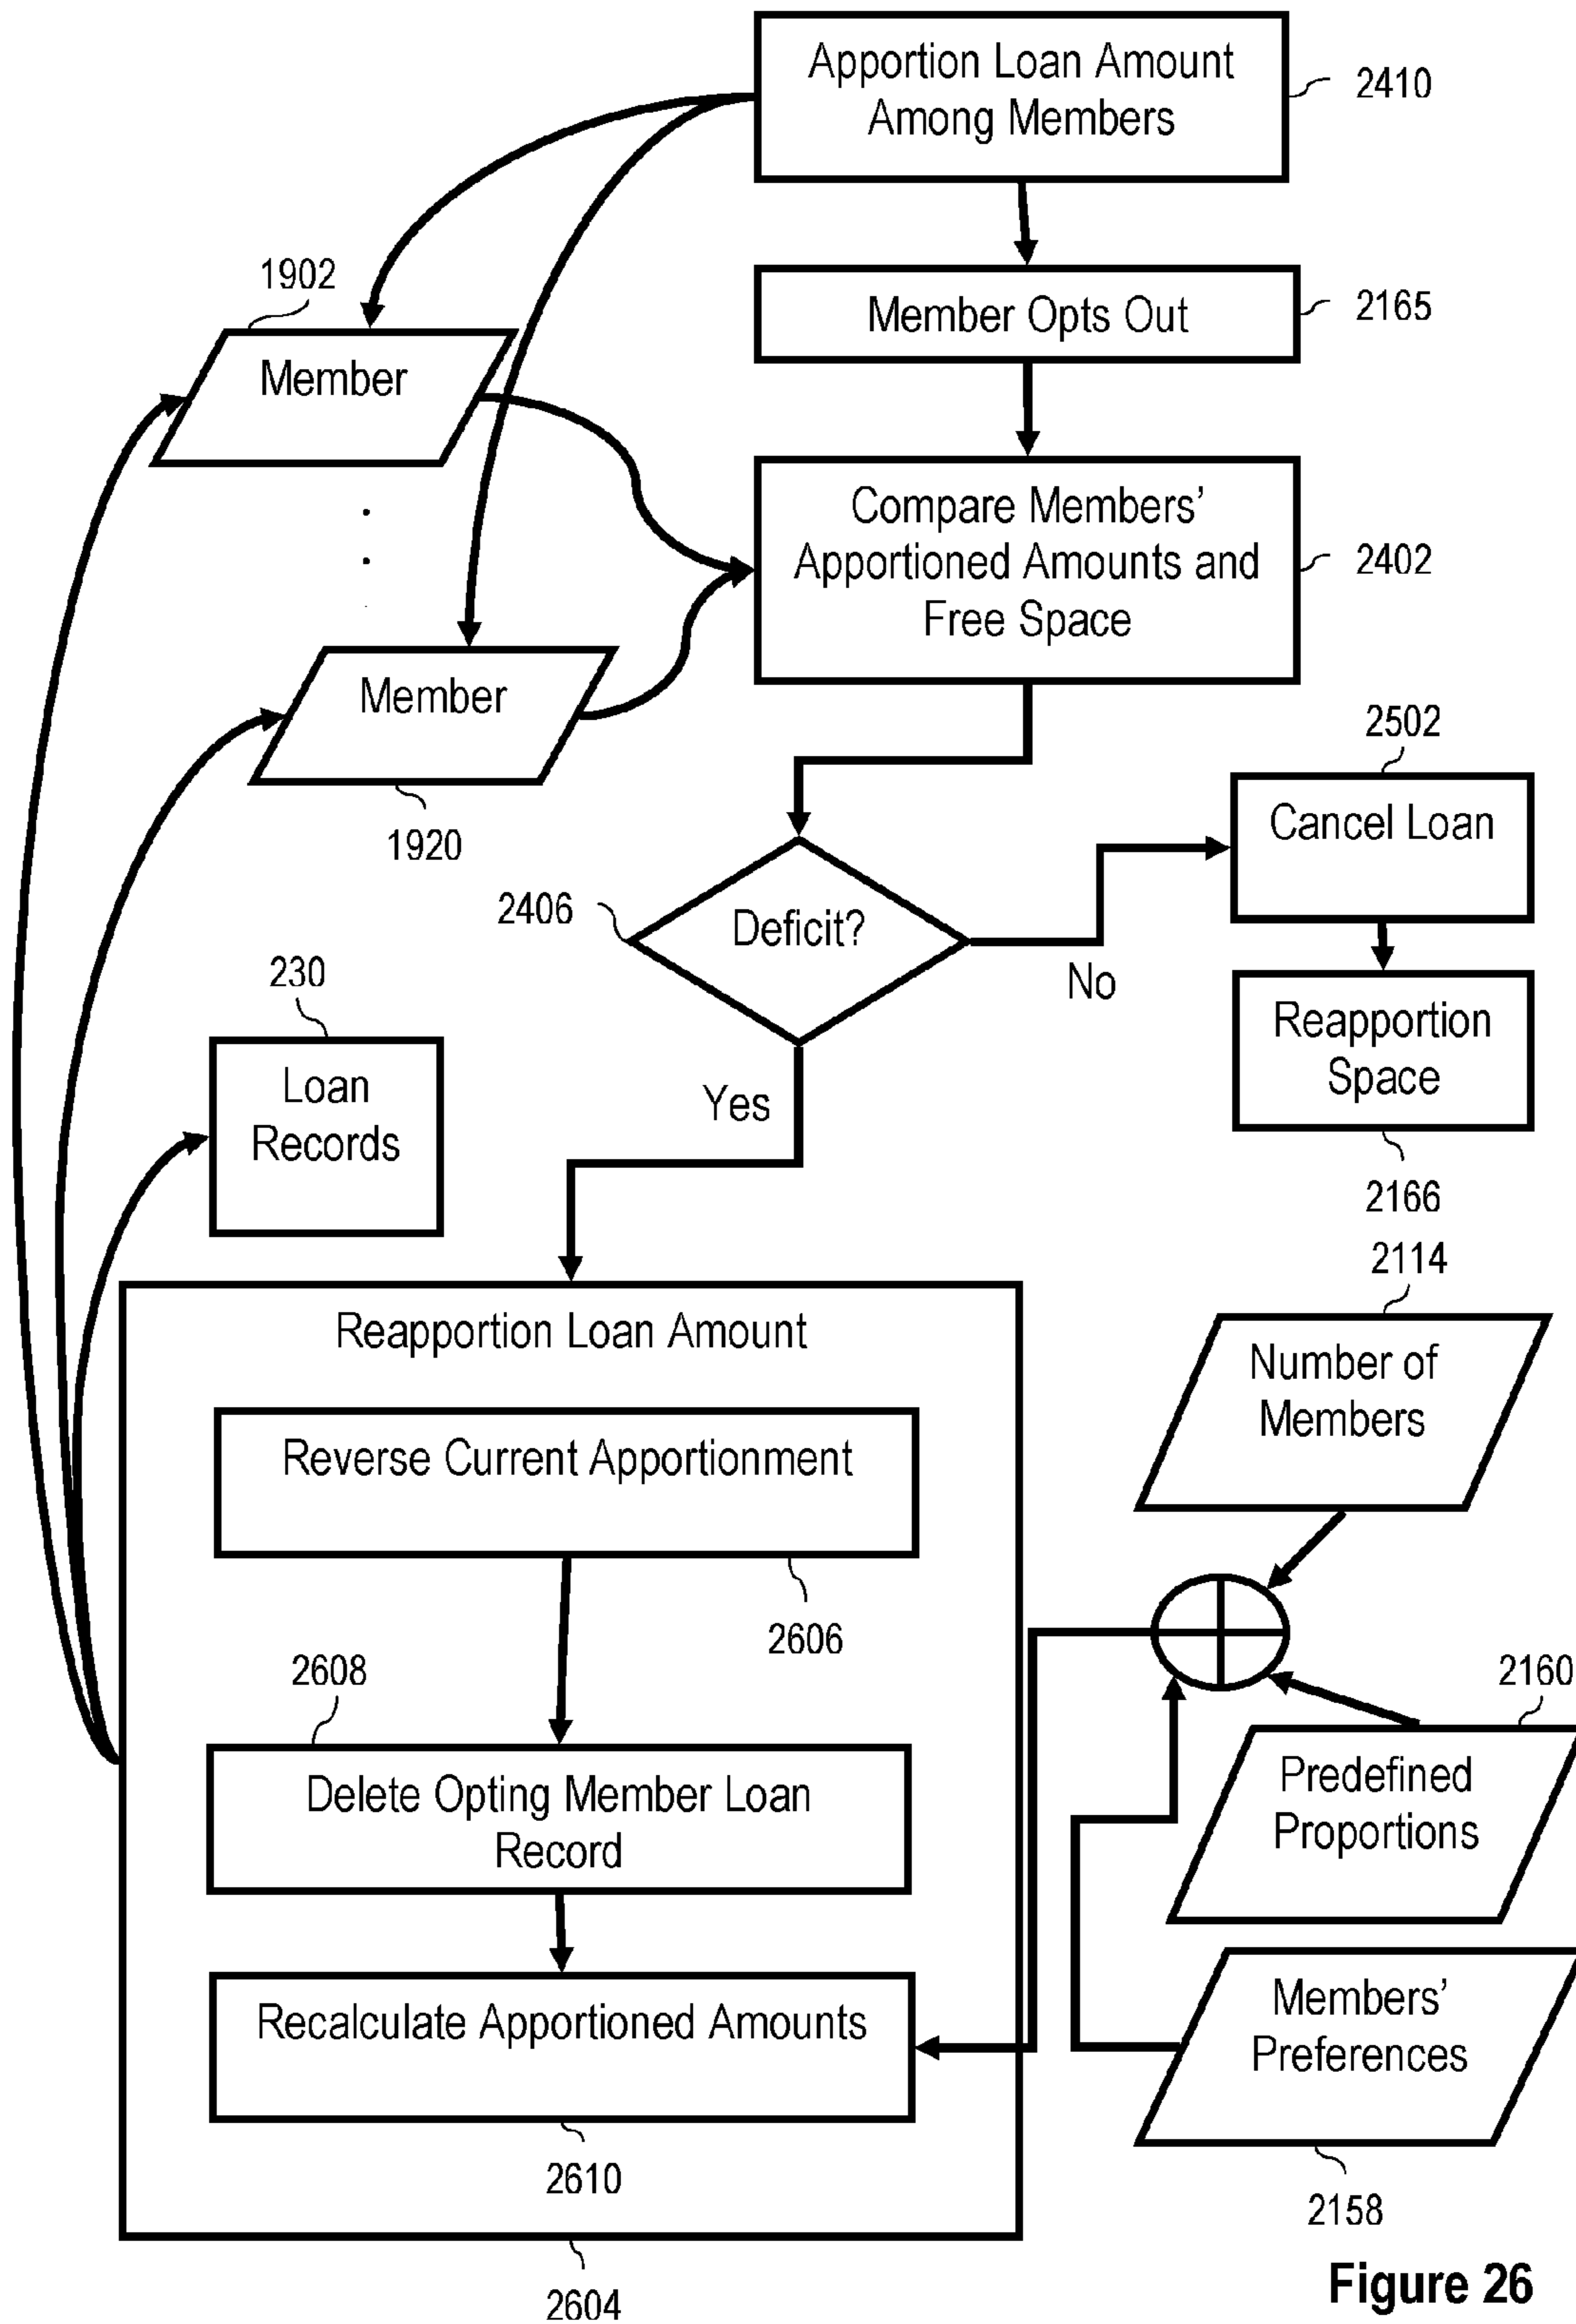 Apportion Loan Amount
Among Members
2410
1902
Member Opts Out
2165
Member
Compare Members’
Apportioned Amounts and
Free Space
2402
Member
1920
2502
Cancel Loan
2406
Deficit?
No
230
Loan
Records
Reapportion
Space
Yes
2166
2114
Reapportion Loan Amount
Number of
Members
Reverse Current Apportionment
2606
2608
2160
Delete Opting Member Loan
Record
Predefined
Proportions
Recalculate Apportioned Amounts
Members’
Preferences
2610
2158
2604
Figure 26